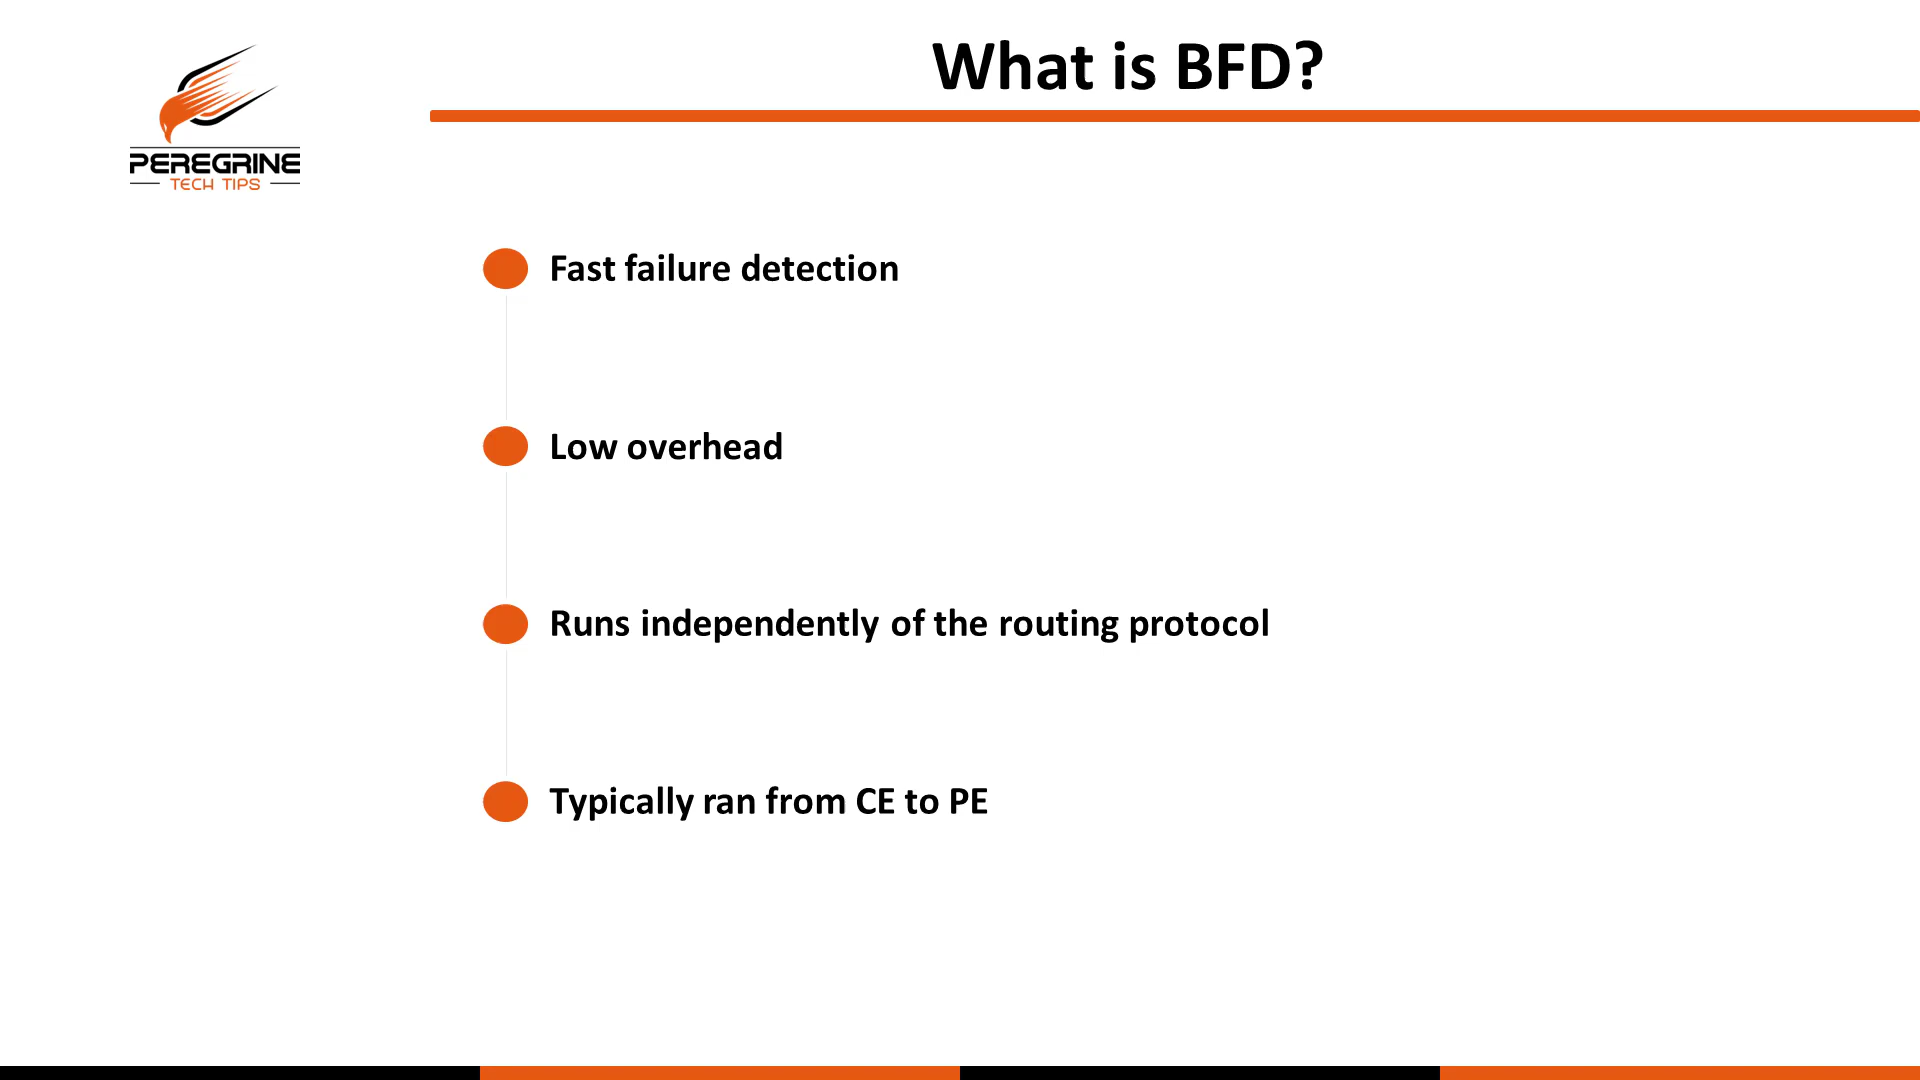 What is BFD?
PEREGRINE
TECH TIPS
Fast failure detection
Low overhead
Runs independently of the routing protocol
Typically ran from CE to PE